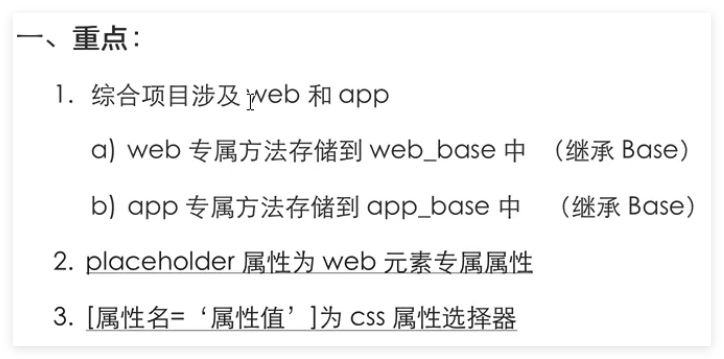 一、重点：
1. 综合项目涉及 web 和 app
a) web 专属方法存储到 web_base 中 （继承 Base）
b) app 专属方法存储到 app_base 中 （继承 Base）
2. placeholder 属性为 web 元素专属属性
3. [属性名=‘属性值’]为 css 属性选择器